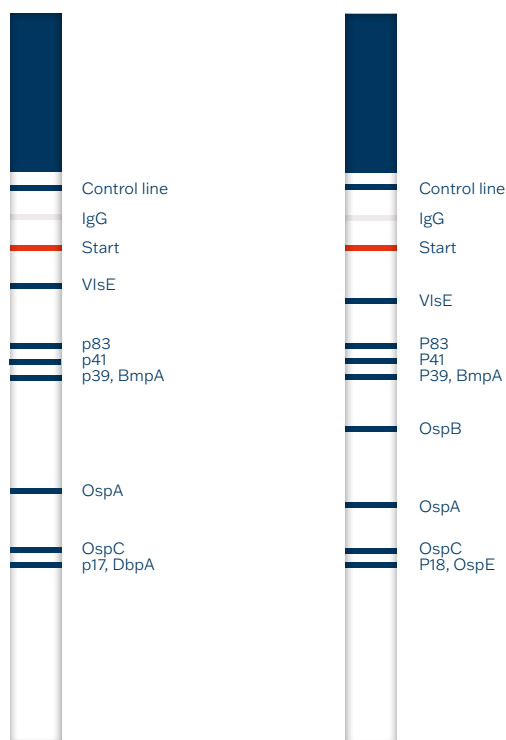 Control line
IgG
Start
VlsE
p83
p41
p39, BmpA
OspA
OspC
p17, DbpA
Control line
IgG
Start
VlsE
P83
P41
P39, BmpA
OspB
OspA
OspC
P18, OspE